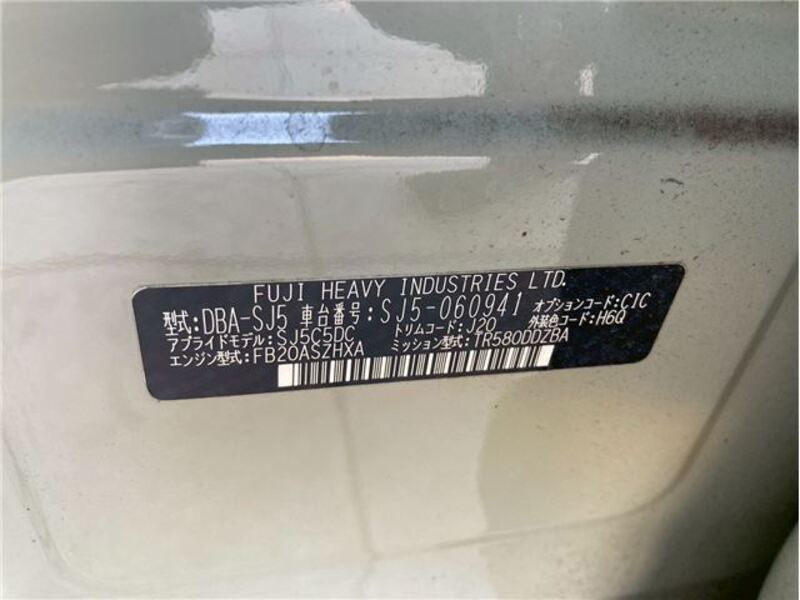 FUJI HEAVY INDUSTRIES LTD.
型式:DBA-SJ5 車台番号:SJ5-060941 オプションコード:C1C
アプライドモデル:SJ5C5DC トリムコード:J20 外装色コード:H6Q
エンジン型式:FB20ASZHXA ミッション型式:TR580DDZBA